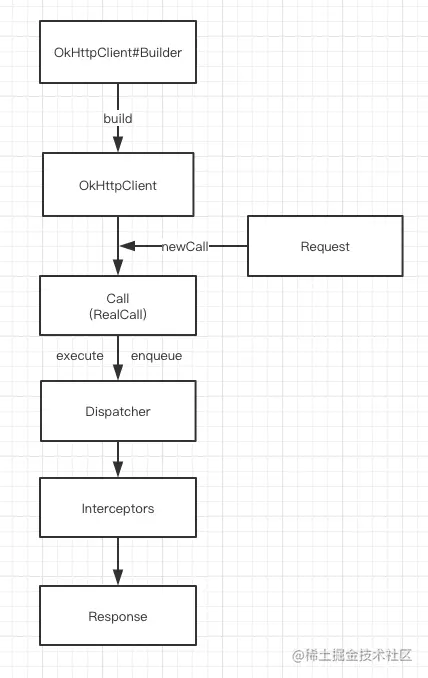 OkHttpClient#Builder
build
OkHttpClient
newCall
Request
Call
(RealCall)
execute
enqueue
Dispatcher
Interceptors
Response
@稀土掘金技术社区